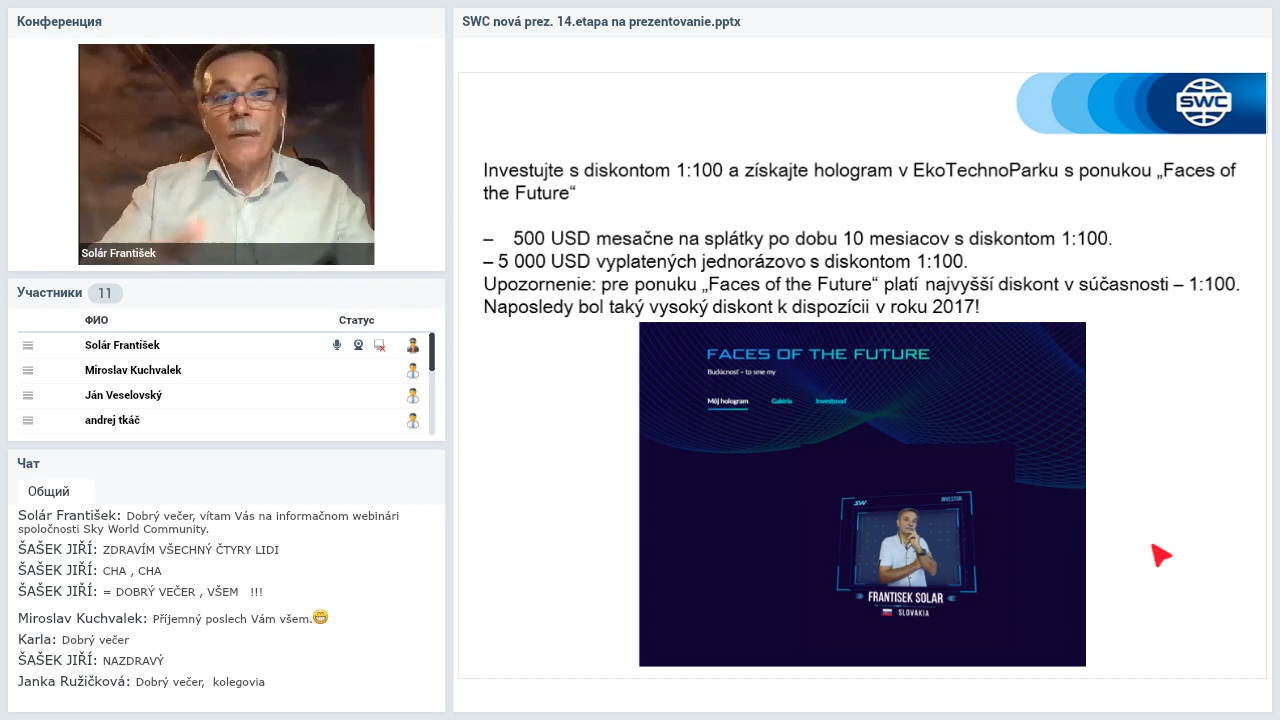 Конференция
Solár František
Участники 11
ФИО Статус
Solár František
Miroslav Kuchvalek
Ján Veselovský
andrej tkáč
Чат
Общий
Solár František: Dobrý večer, vítam Vás na informačnom webinári
spoločnosti Sky World Community.
ŠAŠEK JIŘÍ: ZDRAVÍM VŠECHNÝ ČTYRY LIDI
ŠAŠEK JIŘÍ: CHA , CHA
ŠAŠEK JIŘÍ: = DOBRÝ VEČER , VŠEM !!!
Miroslav Kuchvalek: Příjemný poslech Vám všem.😁
Karla: Dobrý večer
ŠAŠEK JIŘÍ: NAZDRAVÝ
Janka Ružičková: Dobrý večer, kolegovia
SWC nová prez. 14.etapa na prezentovanie.pptx
SWC
Investujte s diskontom 1:100 a získajte hologram v EkoTechnoParku s ponukou „Faces of
the Future“
– 500 USD mesačne na splátky po dobu 10 mesiacov s diskontom 1:100.
– 5 000 USD vyplatených jednorázovo s diskontom 1:100.
Upozornenie: pre ponuku „Faces of the Future“ platí najvyšší diskont v súčasnosti – 1:100.
Naposledy bol taký vysoký diskont k dispozícii v roku 2017!
FACES OF THE FUTURE
Budúcnosť – to sme my
Môj hologram Galéria Investovať
SW INVESTOR
FRANTISEK SOLAR
SLOVAKIA